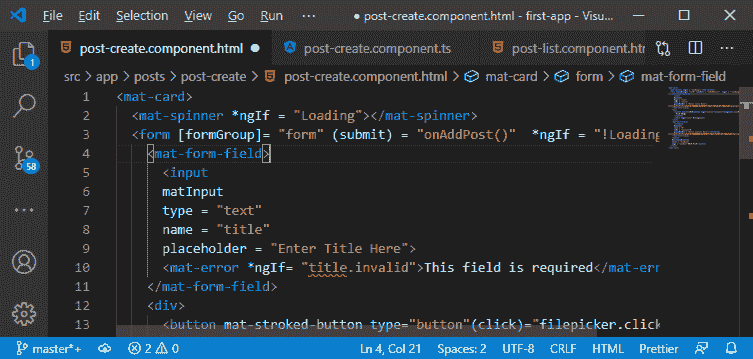 File Edit Selection View Go Run ··· ● post-create.component.html - first-app - Visu...
post-create.component.html ● post-create.component.ts post-list.component.htm
src > app > posts > post-create > post-create.component.html > mat-card > form > mat-form-field
1 <mat-card>
2 <mat-spinner *ngIf = "Loading"></mat-spinner>
3 <form [formGroup]= "form" (submit) = "onAddPost()"  *ngIf = "!Loading
4 <mat-form-field>
5 <input
6 matInput
7 type = "text"
8 name = "title"
9 placeholder = "Enter Title Here">
10 <mat-error *ngIf= "title.invalid">This field is required</mat-err
11 </mat-form-field>
12 <div>
13 <button mat-stroked-button type="button"(click)="filepicker.click
1
58
master*+ 2 0 Ln 4, Col 21 Spaces: 2 UTF-8 CRLF HTML Prettier